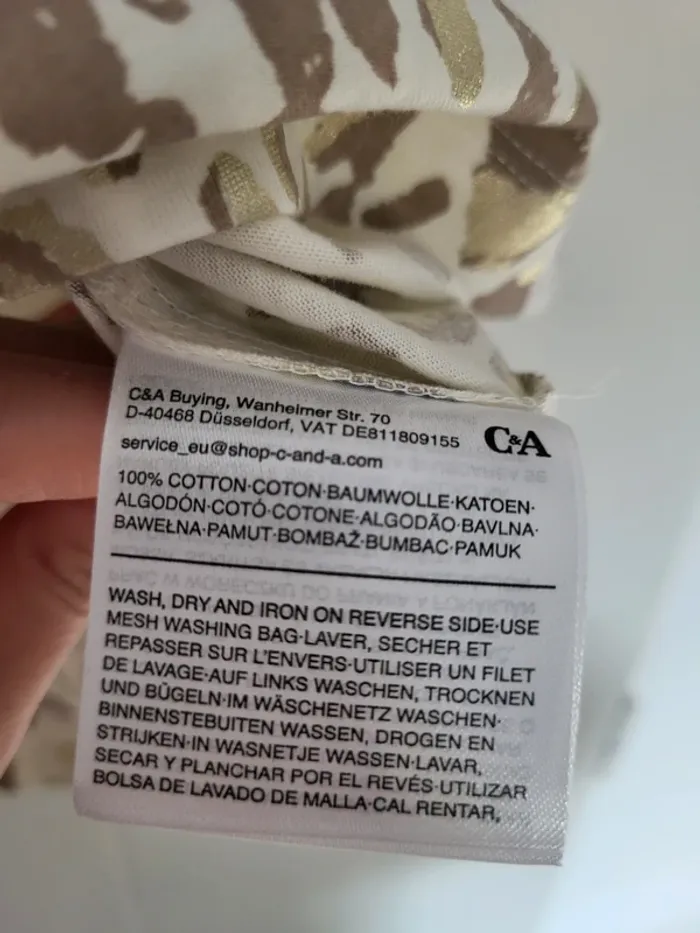 C&A Buying, Wanheimer Str. 70
D-40468 Düsseldorf, VAT DE811809155
C&A
service_eu@shop-c-and-a.com
100% COTTON·COTON·BAUMWOLLE·KATOEN·
ALGODÓN·COTÓ·COTONE·ALGODÃO·BAVLNA·
BAWEŁNA·PAMUT·BOMBAŽ·BUMBAC·PAMUK
WASH, DRY AND IRON ON REVERSE SIDE·USE
MESH WASHING BAG·LAVER, SECHER ET
REPASSER SUR L'ENVERS·UTILISER UN FILET
DE LAVAGE·AUF LINKS WASCHEN, TROCKNEN
UND BÜGELN·IM WÄSCHENETZ WASCHEN·
BINNENSTEBUITEN WASSEN, DROGEN EN
STRIJKEN·IN WASNETJE WASSEN·LAVAR,
SECAR Y PLANCHAR POR EL REVÉS·UTILIZAR
BOLSA DE LAVADO DE MALLA·CAL RENTAR,